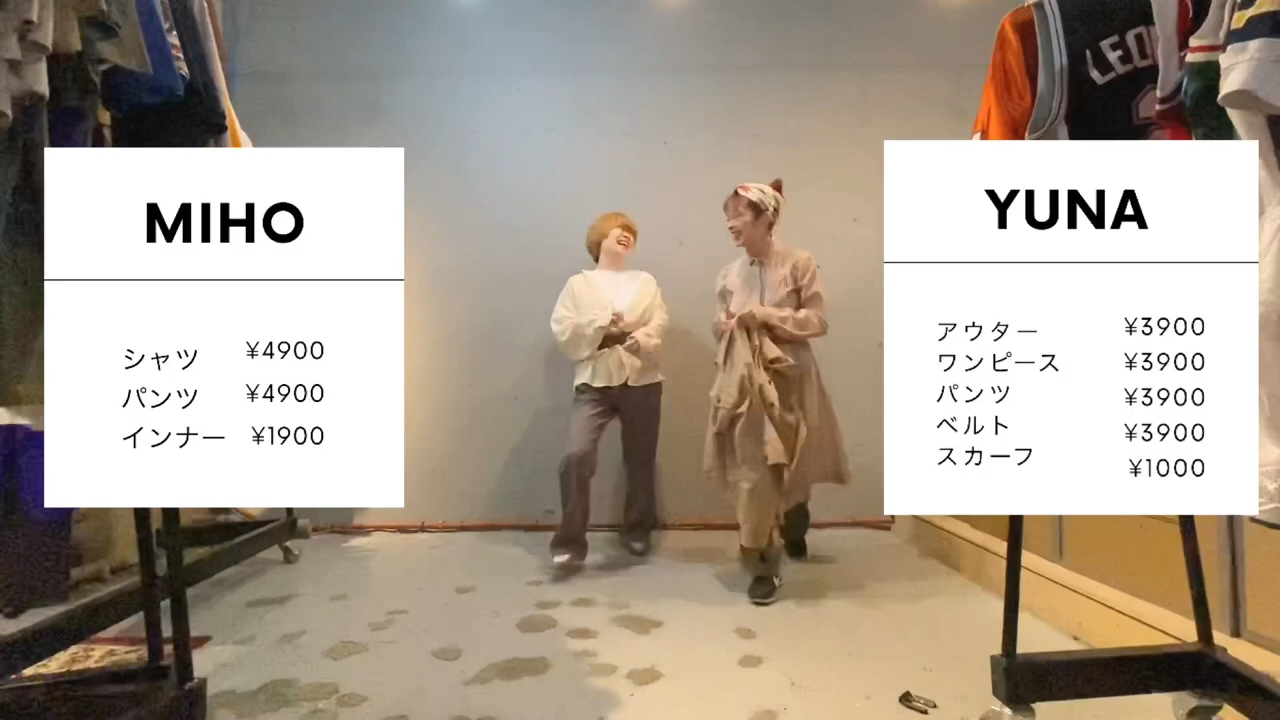 MIHO
シャツ ¥4900
パンツ ¥4900
インナー ¥1900
YUNA
アウター ¥3900
ワンピース ¥3900
パンツ ¥3900
ベルト ¥3900
スカーフ ¥1000